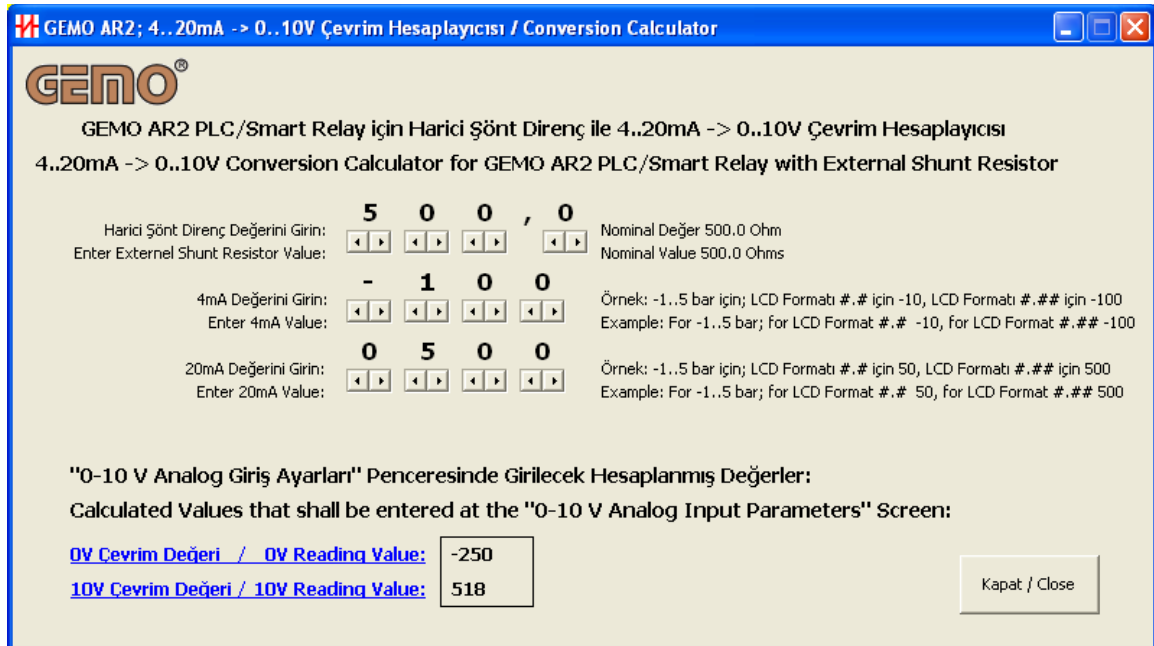 GEMO AR2; 4..20mA -> 0..10V Çevrim Hesaplayıcısı / Conversion Calculator
GEMO®
GEMO AR2 PLC/Smart Relay için Harici Şönt Direnç ile 4..20mA -> 0..10V Çevrim Hesaplayıcısı
4..20mA -> 0..10V Conversion Calculator for GEMO AR2 PLC/Smart Relay with External Shunt Resistor
5 0 0 , 0
Harici Şönt Direnç Değerini Girin: Nominal Değer 500.0 Ohm
Enter Externel Shunt Resistor Value: Nominal Value 500.0 Ohms
- 1 0 0
4mA Değerini Girin: Örnek: -1..5 bar için; LCD Formatı #.# için -10, LCD Formatı #.## için -100
Enter 4mA Value: Example: For -1..5 bar; for LCD Format #.# -10, for LCD Format #.## -100
0 5 0 0
20mA Değerini Girin: Örnek: -1..5 bar için; LCD Formatı #.# için 50, LCD Formatı #.## için 500
Enter 20mA Value: Example: For -1..5 bar; for LCD Format #.# 50, for LCD Format #.## 500
"0-10 V Analog Giriş Ayarları" Penceresinde Girilecek Hesaplanmış Değerler:
Calculated Values that shall be entered at the "0-10 V Analog Input Parameters" Screen:
0V Çevrim Değeri / 0V Reading Value: -250
10V Çevrim Değeri / 10V Reading Value: 518
Kapat / Close